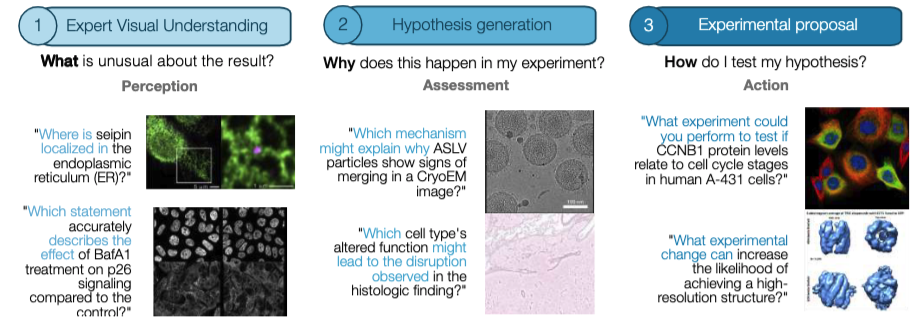 1 Expert Visual Understanding
What is unusual about the result?
Perception
"Where is seipin
localized in the
endoplasmic
reticulum (ER)?"
"Which statement
accurately
describes the
effect of BafA1
treatment on p26
signaling
compared to the
control?"
2 Hypothesis generation
Why does this happen in my experiment?
Assessment
"Which mechanism
might explain why ASLV
particles show signs of
merging in a CryoEM
image?"
100 nm
"Which cell type's
altered function might
lead to the disruption
observed in the
histologic finding?"
3 Experimental proposal
How do I test my hypothesis?
Action
"What experiment could
you perform to test if
CCNB1 protein levels
relate to cell cycle stages
in human A-431 cells?"
"What experimental
change can increase
the likelihood of
achieving a high-
resolution structure?"